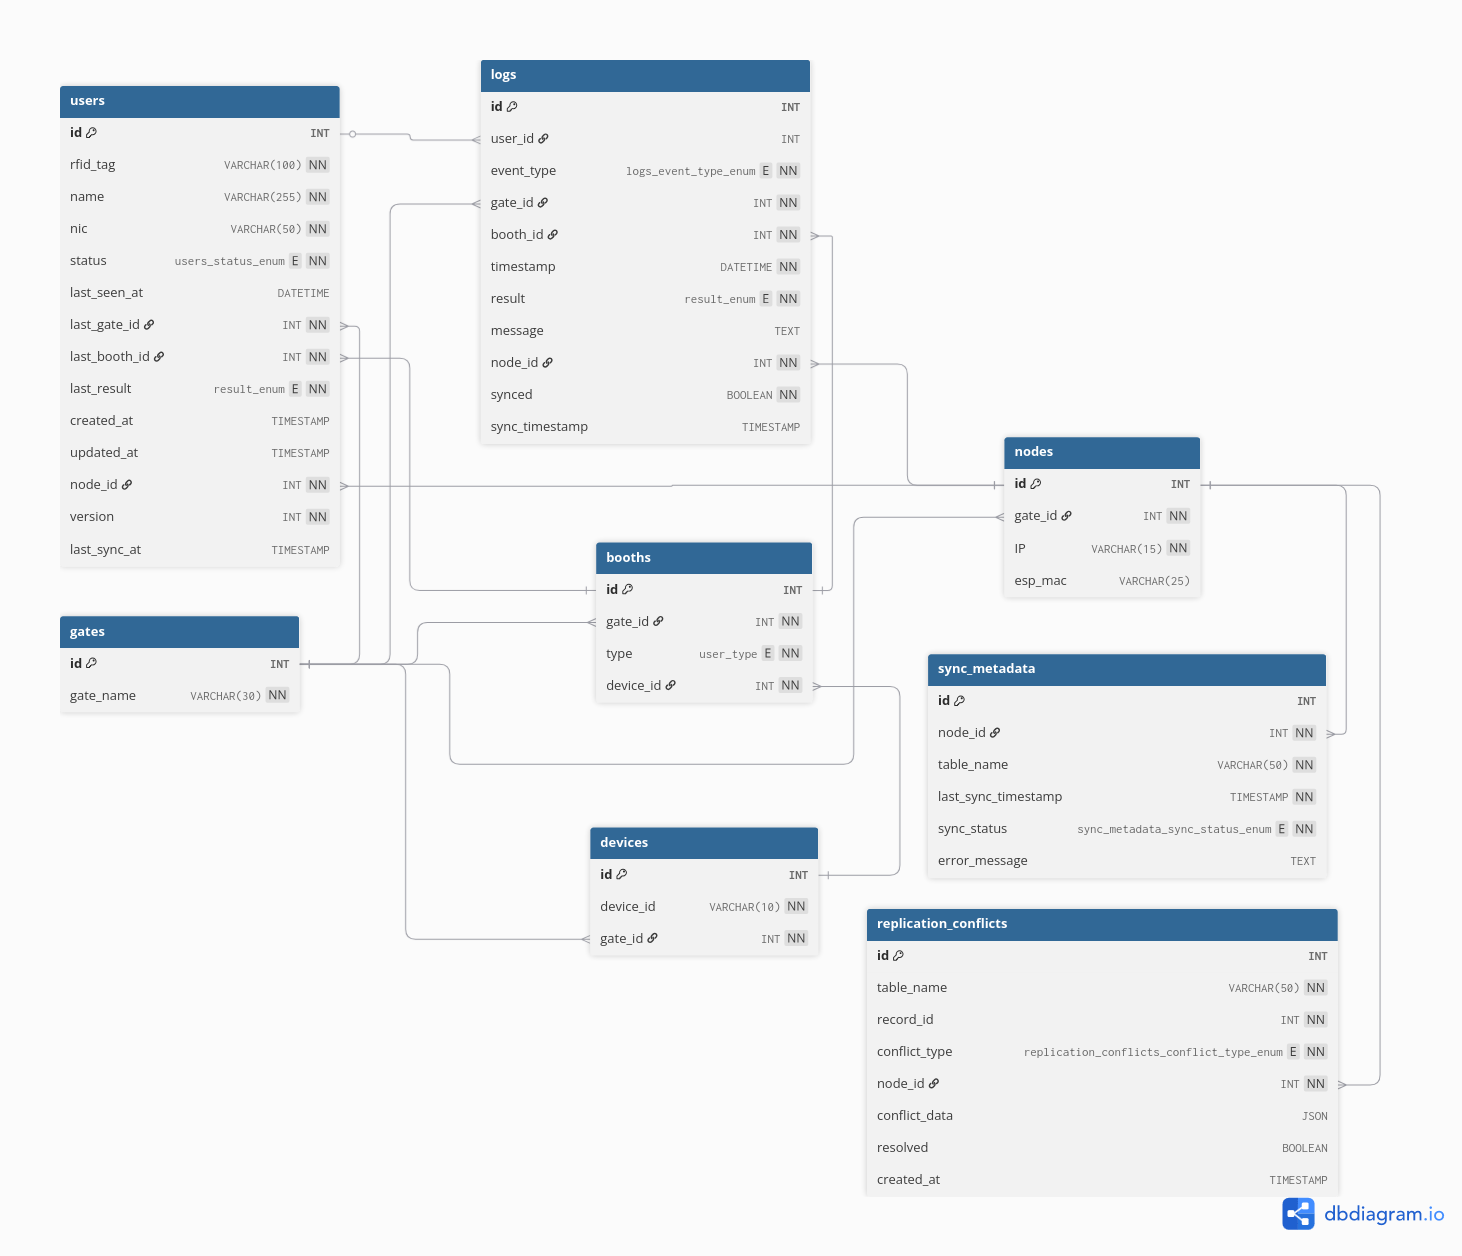 users
id INT
rfid_tag VARCHAR(100) NN
name VARCHAR(255) NN
nic VARCHAR(50) NN
status users_status_enum E NN
last_seen_at DATETIME
last_gate_id INT NN
last_booth_id INT NN
last_result result_enum E NN
created_at TIMESTAMP
updated_at TIMESTAMP
node_id INT NN
version INT NN
last_sync_at TIMESTAMP
logs
id INT
user_id INT
event_type logs_event_type_enum E NN
gate_id INT NN
booth_id INT NN
timestamp DATETIME NN
result result_enum E NN
message TEXT
node_id INT NN
synced BOOLEAN NN
sync_timestamp TIMESTAMP
nodes
id INT
gate_id INT NN
IP VARCHAR(15) NN
esp_mac VARCHAR(25)
booths
id INT
gate_id INT NN
type user_type E NN
device_id INT NN
gates
id INT
gate_name VARCHAR(30) NN
sync_metadata
id INT
node_id INT NN
table_name VARCHAR(50) NN
last_sync_timestamp TIMESTAMP NN
sync_status sync_metadata_sync_status_enum E NN
error_message TEXT
devices
id INT
device_id VARCHAR(10) NN
gate_id INT NN
replication_conflicts
id INT
table_name VARCHAR(50) NN
record_id INT NN
conflict_type replication_conflicts_conflict_type_enum E NN
node_id INT NN
conflict_data JSON
resolved BOOLEAN
created_at TIMESTAMP
dbdiagram.io